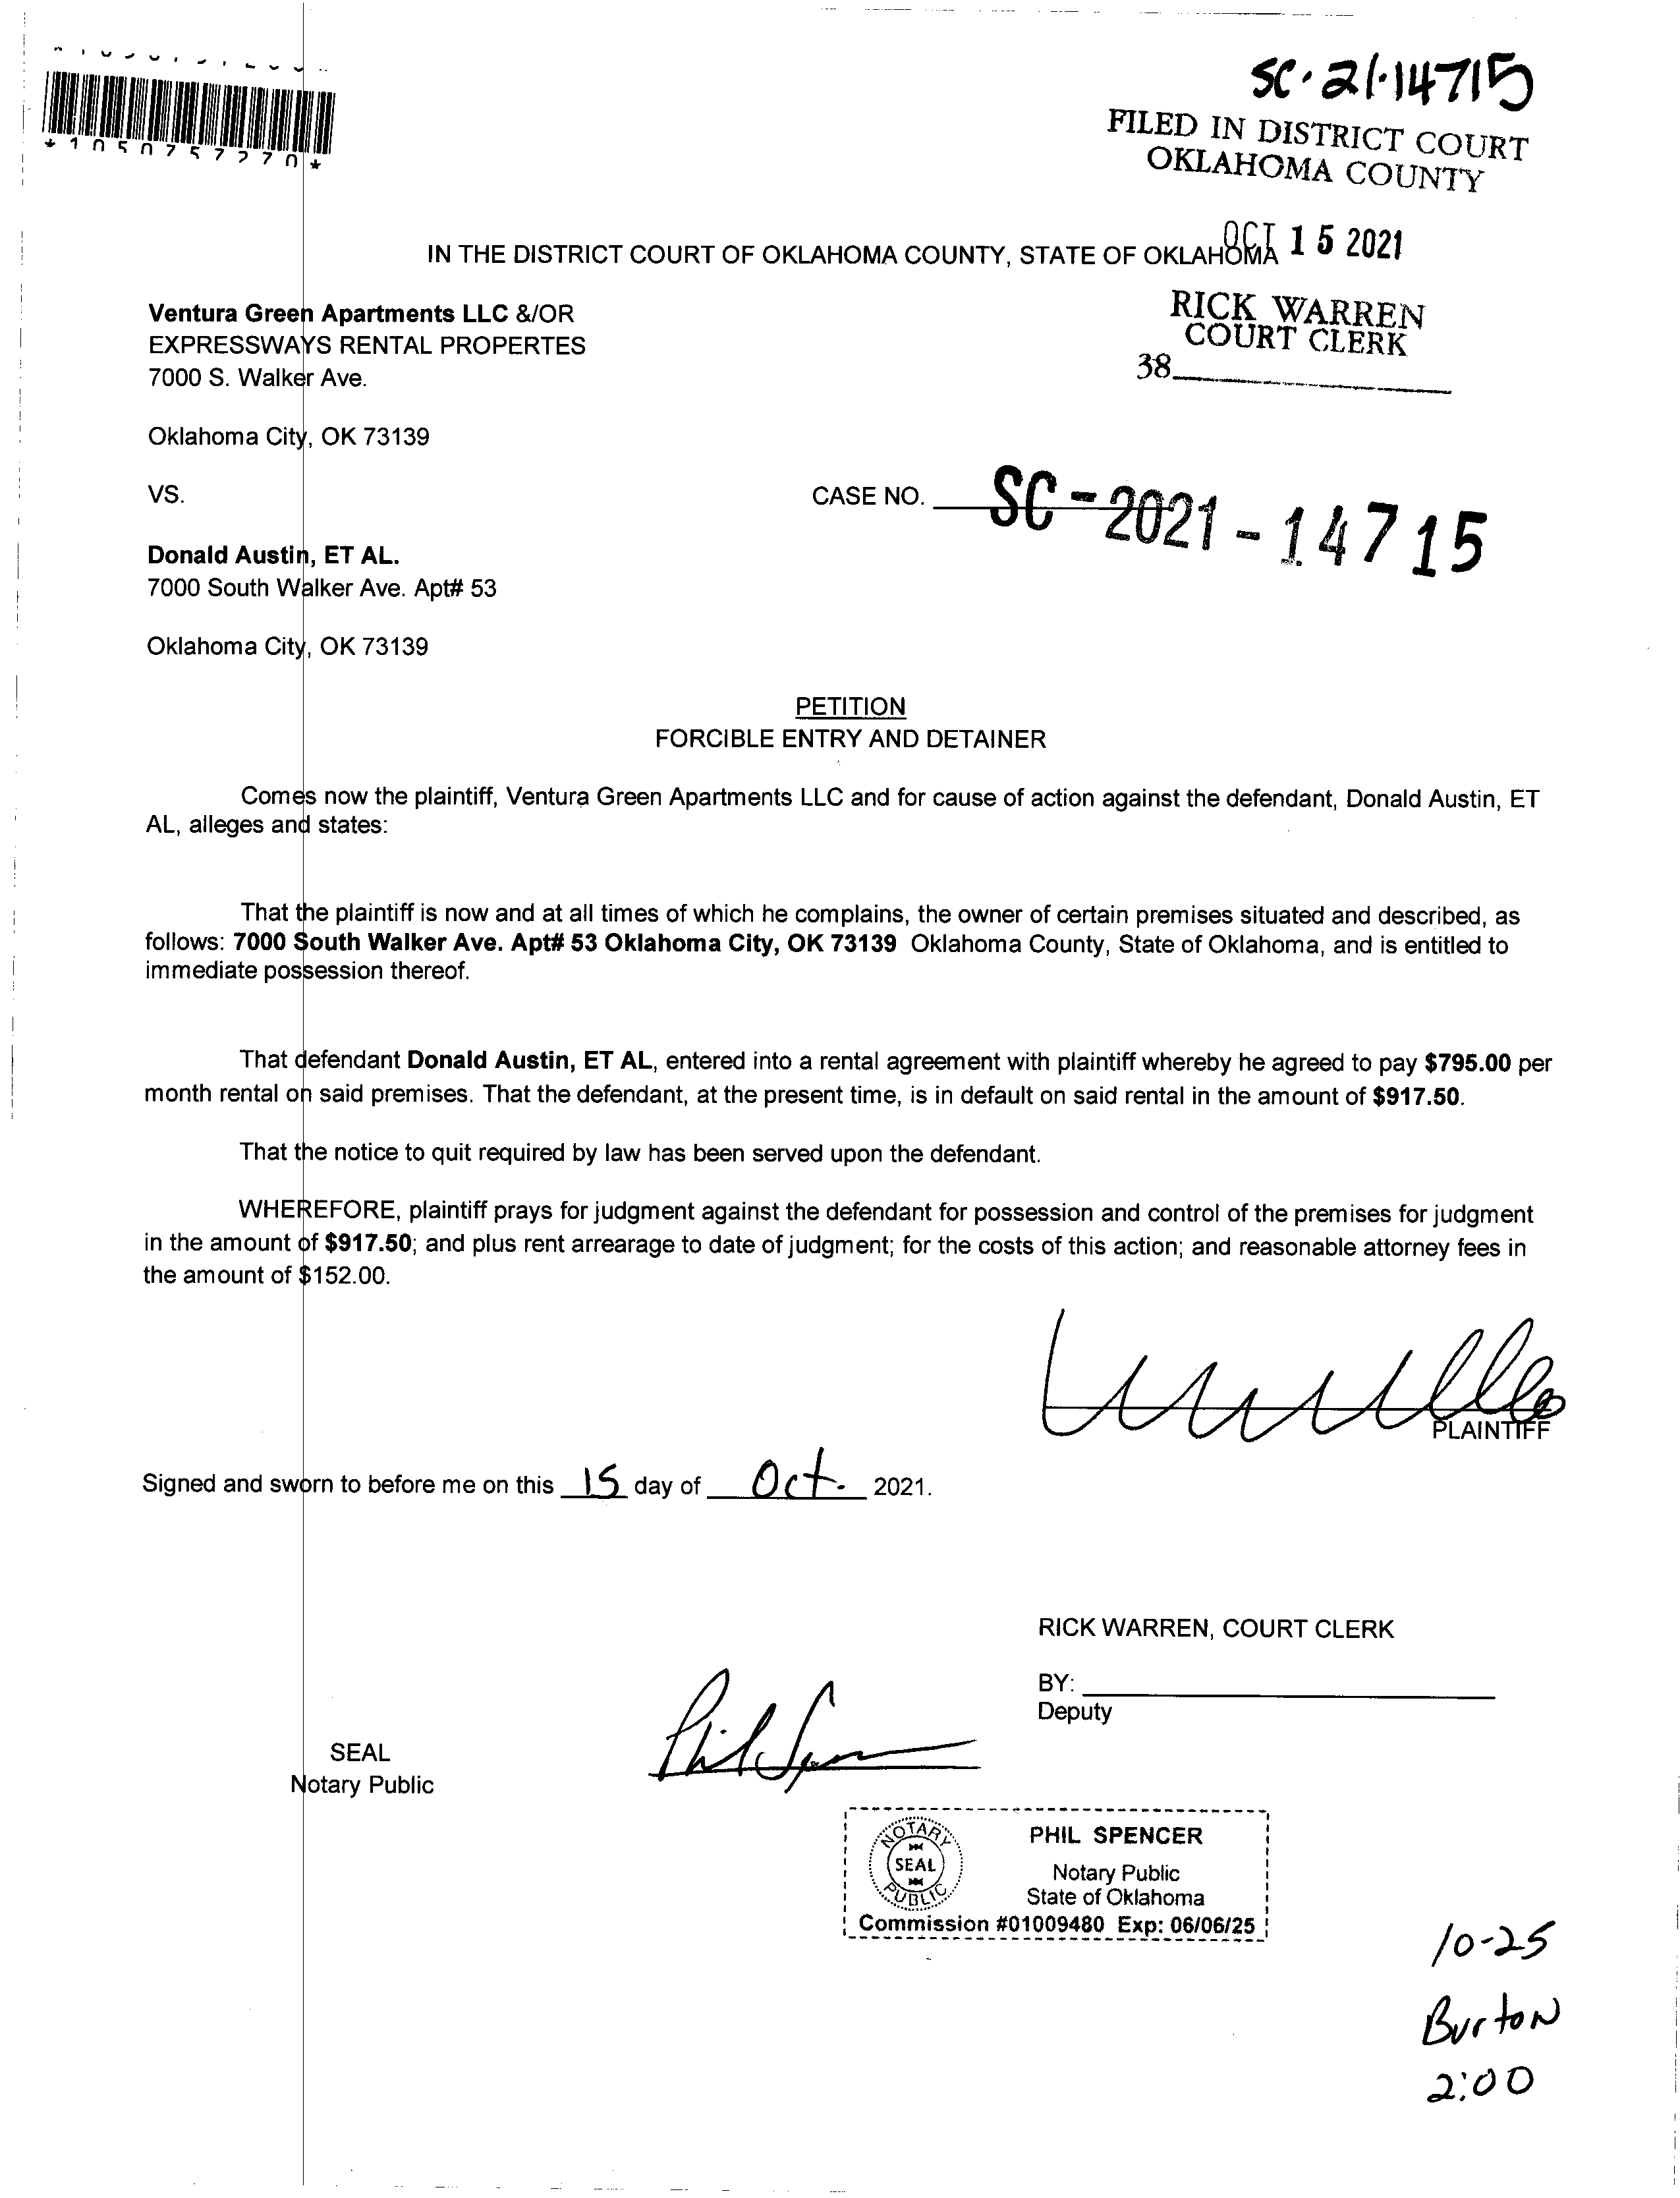 SC-21-14715
*1050757270*
FILED IN DISTRICT COURT
OKLAHOMA COUNTY
OCT 15 2021
IN THE DISTRICT COURT OF OKLAHOMA COUNTY, STATE OF OKLAHOMA
RICK WARREN
COURT CLERK
38
Ventura Green Apartments LLC &/OR
EXPRESSWAYS RENTAL PROPERTES
7000 S. Walker Ave.
Oklahoma City, OK 73139
VS.
CASE NO. SC-2021-14715
Donald Austin, ET AL.
7000 South Walker Ave. Apt# 53
Oklahoma City, OK 73139
PETITION
FORCIBLE ENTRY AND DETAINER
Comes now the plaintiff, Ventura Green Apartments LLC and for cause of action against the defendant, Donald Austin, ET
AL, alleges and states:
That the plaintiff is now and at all times of which he complains, the owner of certain premises situated and described, as
follows: 7000 South Walker Ave. Apt# 53 Oklahoma City, OK 73139 Oklahoma County, State of Oklahoma, and is entitled to
immediate possession thereof.
That defendant Donald Austin, ET AL, entered into a rental agreement with plaintiff whereby he agreed to pay $795.00 per
month rental on said premises. That the defendant, at the present time, is in default on said rental in the amount of $917.50.
That the notice to quit required by law has been served upon the defendant.
WHEREFORE, plaintiff prays for judgment against the defendant for possession and control of the premises for judgment
in the amount of $917.50; and plus rent arrearage to date of judgment; for the costs of this action; and reasonable attorney fees in
the amount of $152.00.
PLAINTIFF
Signed and sworn to before me on this 15 day of Oct. 2021.
RICK WARREN, COURT CLERK
BY:
Deputy
SEAL
Notary Public
NOTARY
SEAL
PUBLIC
PHIL SPENCER
Notary Public
State of Oklahoma
Commission #01009480 Exp: 06/06/25
10-25
Burton
2:00